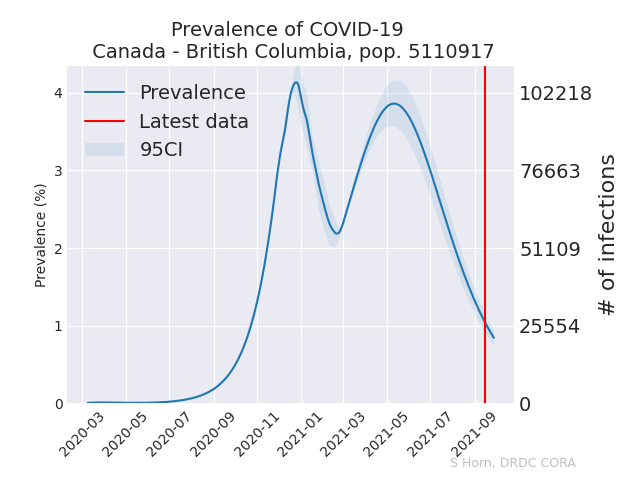 Prevalence of COVID-19
Canada - British Columbia, pop. 5110917
Prevalence
Latest data
95CI
Prevalence (%)
4
3
2
1
0
102218
76663
51109
25554
0
# of infections
2020-03
2020-05
2020-07
2020-09
2020-11
2021-01
2021-03
2021-05
2021-07
2021-09
S Horn, DRDC CORA